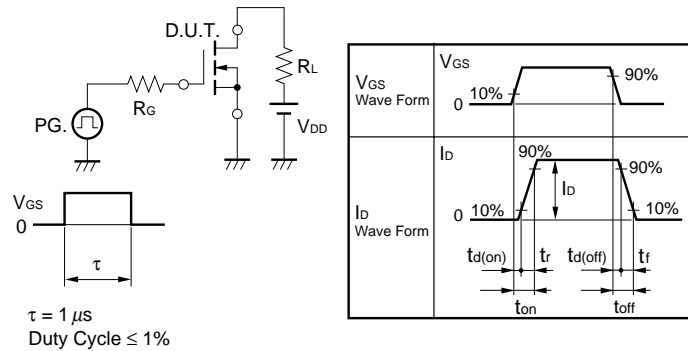 D.U.T.
RL
RG
PG.
VDD
VGS
0
τ
τ = 1 μs
Duty Cycle ≤ 1%
VGS
Wave Form
VGS
90%
10%
0
ID
Wave Form
ID
90%
90%
ID
0
10%
10%
td(on)
tr
td(off)
tf
ton
toff